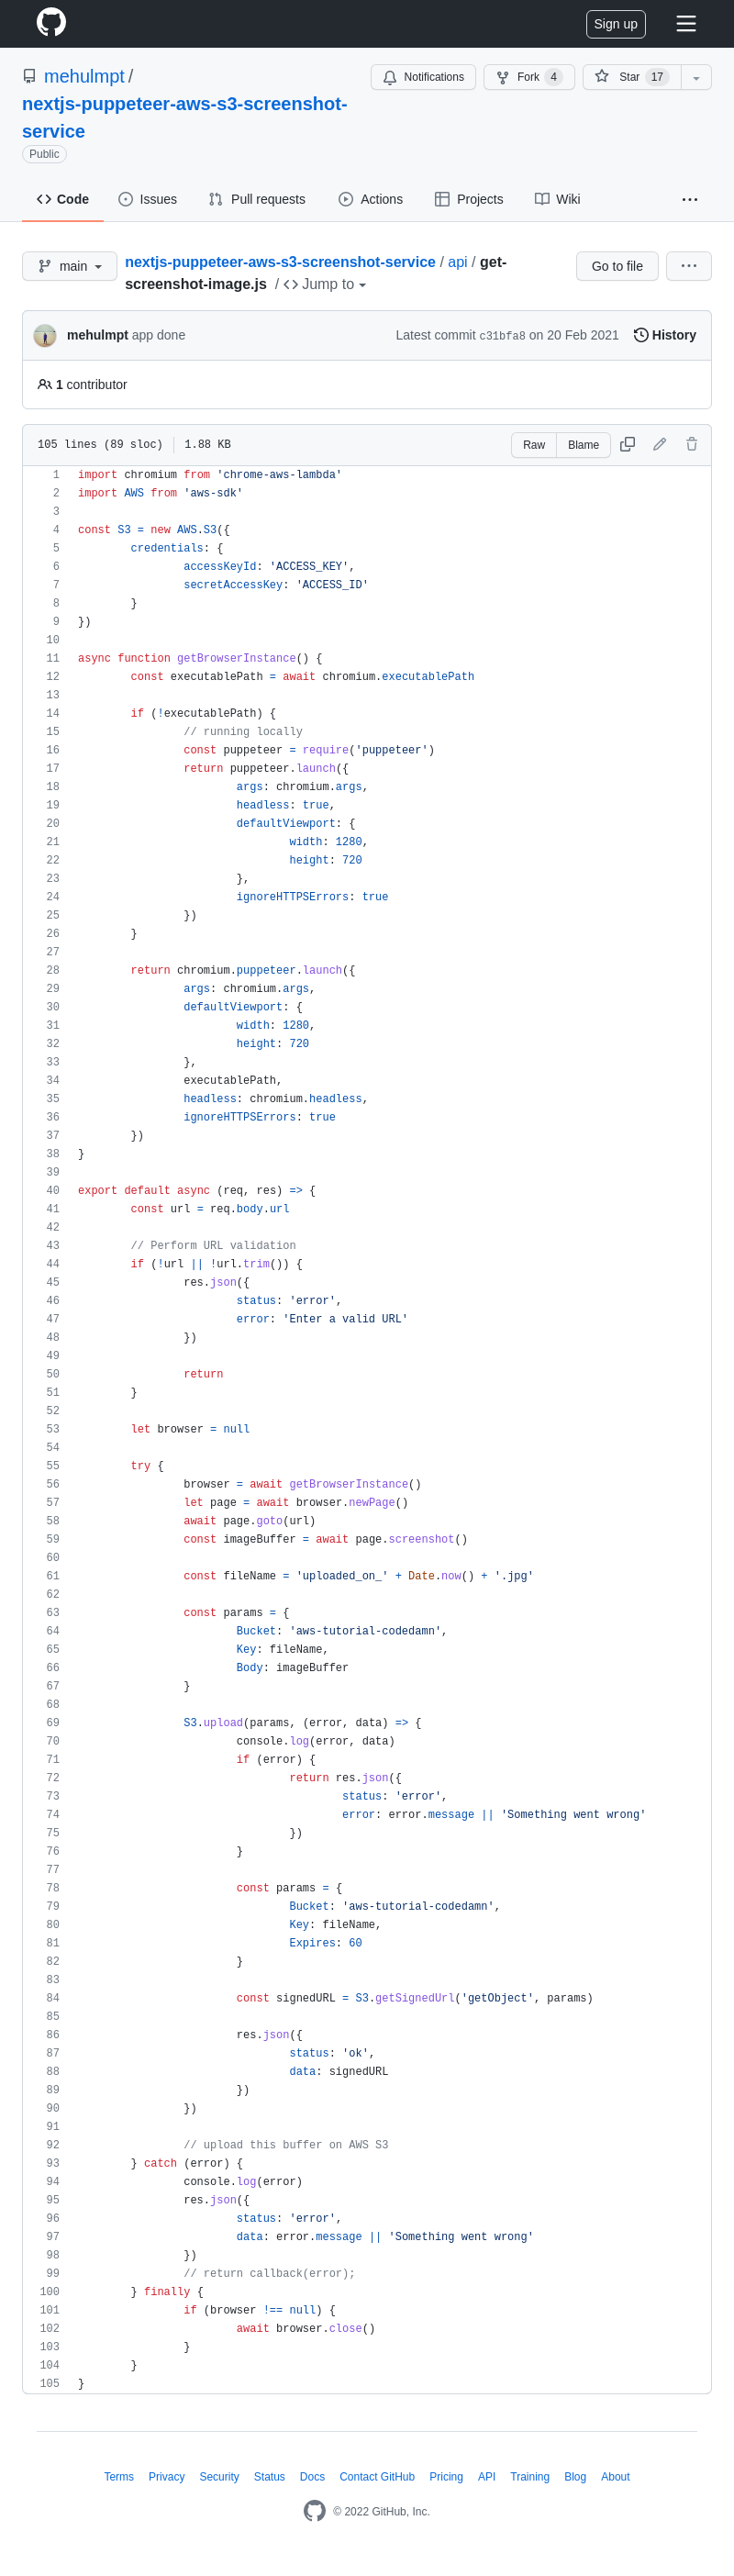 Sign up
mehulmpt /
nextjs-puppeteer-aws-s3-screenshot-service
Public
Notifications
Fork 4
Star 17
Code
Issues
Pull requests
Actions
Projects
Wiki
main
nextjs-puppeteer-aws-s3-screenshot-service / api / get-
screenshot-image.js / Jump to
Go to file
mehulmpt app done
Latest commit c31bfa8 on 20 Feb 2021
History
1 contributor
105 lines (89 sloc) 1.88 KB
Raw Blame
1 import chromium from 'chrome-aws-lambda'
2 import AWS from 'aws-sdk'
3
4 const S3 = new AWS.S3({
5 credentials: {
6 accessKeyId: 'ACCESS_KEY',
7 secretAccessKey: 'ACCESS_ID'
8 }
9 })
10
11 async function getBrowserInstance() {
12 const executablePath = await chromium.executablePath
13
14 if (!executablePath) {
15 // running locally
16 const puppeteer = require('puppeteer')
17 return puppeteer.launch({
18 args: chromium.args,
19 headless: true,
20 defaultViewport: {
21 width: 1280,
22 height: 720
23 },
24 ignoreHTTPSErrors: true
25 })
26 }
27
28 return chromium.puppeteer.launch({
29 args: chromium.args,
30 defaultViewport: {
31 width: 1280,
32 height: 720
33 },
34 executablePath,
35 headless: chromium.headless,
36 ignoreHTTPSErrors: true
37 })
38 }
39
40 export default async (req, res) => {
41 const url = req.body.url
42
43 // Perform URL validation
44 if (!url || !url.trim()) {
45 res.json({
46 status: 'error',
47 error: 'Enter a valid URL'
48 })
49
50 return
51 }
52
53 let browser = null
54
55 try {
56 browser = await getBrowserInstance()
57 let page = await browser.newPage()
58 await page.goto(url)
59 const imageBuffer = await page.screenshot()
60
61 const fileName = 'uploaded_on_' + Date.now() + '.jpg'
62
63 const params = {
64 Bucket: 'aws-tutorial-codedamn',
65 Key: fileName,
66 Body: imageBuffer
67 }
68
69 S3.upload(params, (error, data) => {
70 console.log(error, data)
71 if (error) {
72 return res.json({
73 status: 'error',
74 error: error.message || 'Something went wrong'
75 })
76 }
77
78 const params = {
79 Bucket: 'aws-tutorial-codedamn',
80 Key: fileName,
81 Expires: 60
82 }
83
84 const signedURL = S3.getSignedUrl('getObject', params)
85
86 res.json({
87 status: 'ok',
88 data: signedURL
89 })
90 })
91
92 // upload this buffer on AWS S3
93 } catch (error) {
94 console.log(error)
95 res.json({
96 status: 'error',
97 data: error.message || 'Something went wrong'
98 })
99 // return callback(error);
100 } finally {
101 if (browser !== null) {
102 await browser.close()
103 }
104 }
105 }
Terms Privacy Security Status Docs Contact GitHub Pricing API Training Blog About
© 2022 GitHub, Inc.